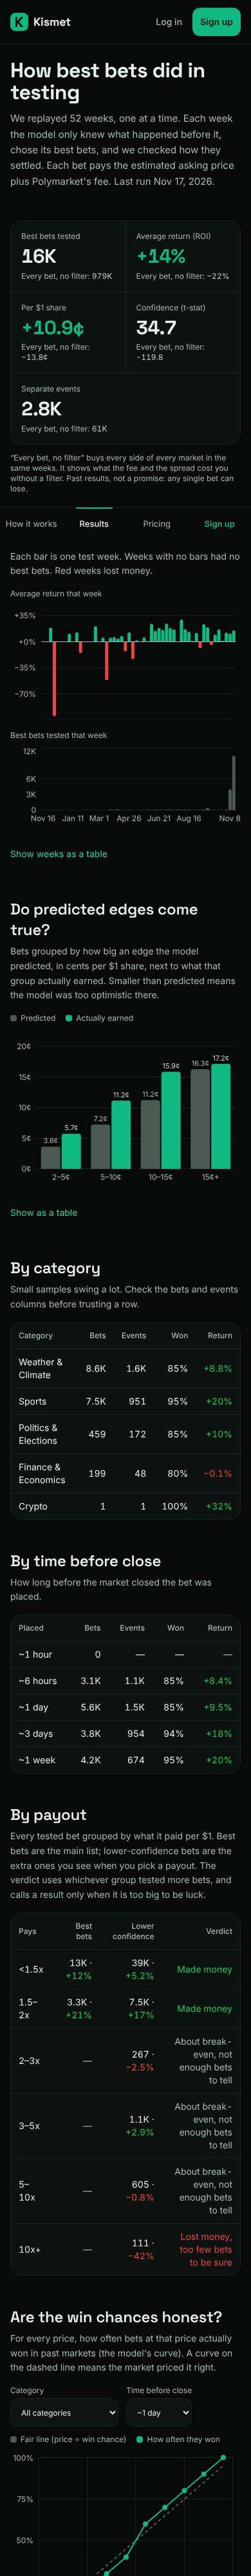 K Kismet Log in Sign up
How best bets did in
testing
We replayed 52 weeks, one at a time. Each week
the model only knew what happened before it,
chose its best bets, and we checked how they
settled. Each bet pays the estimated asking price
plus Polymarket's fee. Last run Nov 17, 2026.
Best bets tested
16K
Every bet, no filter: 979K
Average return (ROI)
+14%
Every bet, no filter: −22%
Per $1 share
+10.9¢
Every bet, no filter:
−13.8¢
Confidence (t-stat)
34.7
Every bet, no filter:
-119.8
Separate events
2.8K
Every bet, no filter: 61K
"Every bet, no filter" buys every side of every market in the
same weeks. It shows what the fee and the spread cost you
without a filter. Past results, not a promise: any single bet can
lose.
How it works Results Pricing Sign up
Each bar is one test week. Weeks with no bars had no
best bets. Red weeks lost money.
Average return that week
+35%
+0%
−35%
−70%
Best bets tested that week
12K
6K
3K
0
Nov 16 Jan 11 Mar 1 Apr 26 Jun 21 Aug 16 Nov 8
Show weeks as a table
Do predicted edges come
true?
Bets grouped by how big an edge the model
predicted, in cents per $1 share, next to what that
group actually earned. Smaller than predicted means
the model was too optimistic there.
Predicted Actually earned
20¢
15¢
10¢
5¢
0¢
3.6¢ 5.7¢ 7.2¢ 11.2¢ 11.2¢ 15.9¢ 16.3¢ 17.2¢
2–5¢ 5–10¢ 10–15¢ 15¢+
Show as a table
By category
Small samples swing a lot. Check the bets and events
columns before trusting a row.
Category Bets Events Won Return
Weather &
Climate 8.6K 1.6K 85% +8.8%
Sports 7.5K 951 95% +20%
Politics &
Elections 459 172 85% +10%
Finance &
Economics 199 48 80% −0.1%
Crypto 1 1 100% +32%
By time before close
How long before the market closed the bet was
placed.
Placed Bets Events Won Return
~1 hour 0 — — —
~6 hours 3.1K 1.1K 85% +8.4%
~1 day 5.6K 1.5K 85% +9.5%
~3 days 3.8K 954 94% +18%
~1 week 4.2K 674 95% +20%
By payout
Every tested bet grouped by what it paid per $1. Best
bets are the main list; lower-confidence bets are the
extra ones you see when you pick a payout. The
verdict uses whichever group tested more bets, and
calls a result only when it is too big to be luck.
Pays Best
bets Lower
confidence Verdict
<1.5x 13K ·
+12% 39K ·
+5.2% Made money
1.5–
2x 3.3K ·
+21% 7.5K ·
+17% Made money
2–3x — 267 ·
−2.5% About break-
even, not
enough bets
to tell
3–5x — 1.1K ·
+2.9% About break-
even, not
enough bets
to tell
5–
10x — 605 ·
−0.8% About break-
even, not
enough bets
to tell
10x+ — 111 ·
−42% Lost money,
too few bets
to be sure
Are the win chances honest?
For every price, how often bets at that price actually
won in past markets (the model's curve). A curve on
the dashed line means the market priced it right.
Category Time before close
All categories ~1 day
Fair line (price = win chance) How often they won
100%
75%
50%